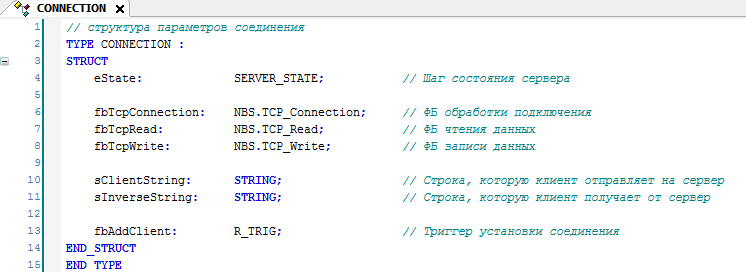 CONNECTION
1 // структура параметров соединения
2 TYPE CONNECTION :
3 STRUCT
4 eState: SERVER_STATE; // Шаг состояния сервера
5
6 fbTcpConnection: NBS.TCP_Connection; // ФБ обработки подключения
7 fbTcpRead: NBS.TCP_Read; // ФБ чтения данных
8 fbTcpWrite: NBS.TCP_Write; // ФБ записи данных
9
10 sClientString: STRING; // Строка, которую клиент отправляет на сервер
11 sInverseString: STRING; // Строка, которую клиент получает от сервер
12
13 fbAddClient: R_TRIG; // Триггер установки соединения
14 END_STRUCT
15 END_TYPE